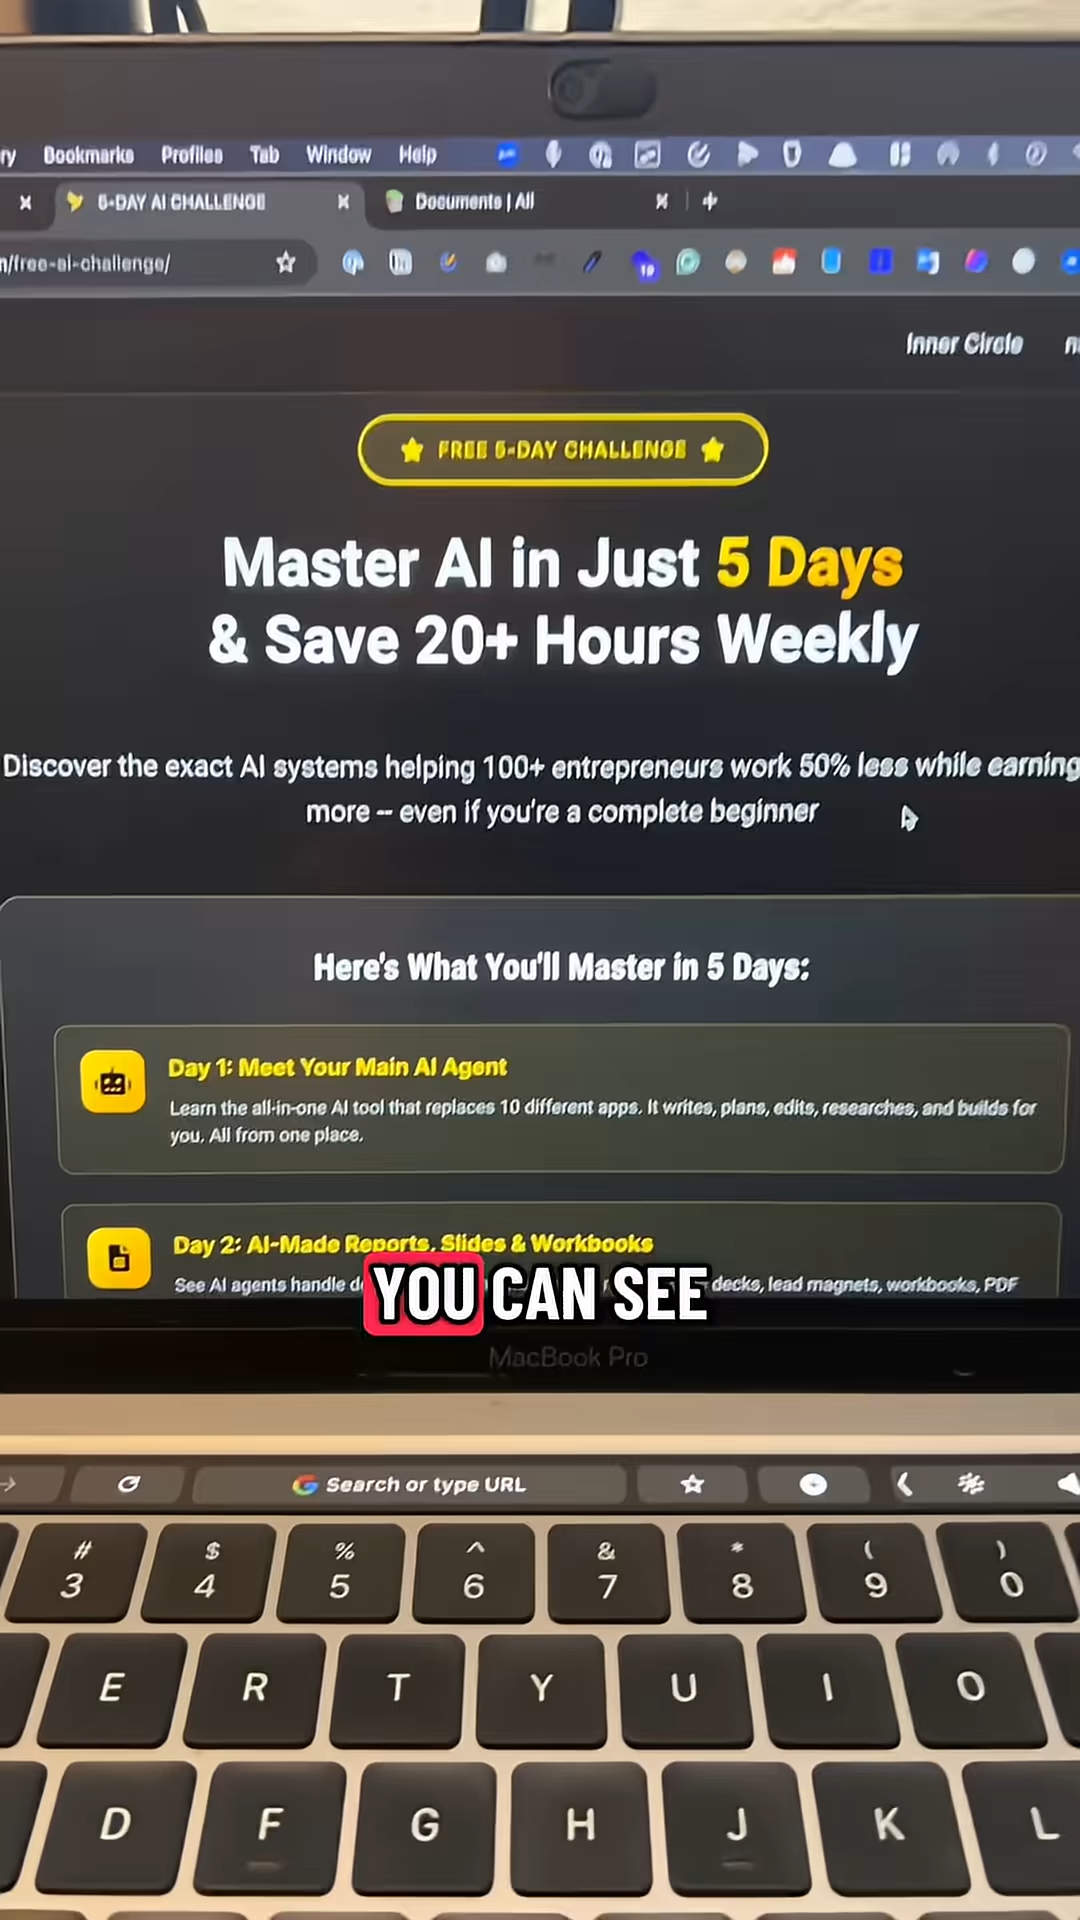 ry Bookmarks Profiles Tab Window Help
5-DAY AI CHALLENGE Documents | All
n/free-ai-challenge/
19
Inner Circle
FREE 5-DAY CHALLENGE
Master AI in Just 5 Days
& Save 20+ Hours Weekly
Discover the exact AI systems helping 100+ entrepreneurs work 50% less while earning
more -- even if you're a complete beginner
Here's What You'll Master in 5 Days:
Day 1: Meet Your Main AI Agent
Learn the all-in-one AI tool that replaces 10 different apps. It writes, plans, edits, researches, and builds for
you. All from one place.
Day 2: AI-Made Reports, Slides & Workbooks
See AI agents handle decks, lead magnets, workbooks, PDF
YOU CAN SEE
MacBook Pro
Search or type URL
# $ % ^ & * ( )
3 4 5 6 7 8 9 0
E R T Y U I O
D F G H J K L